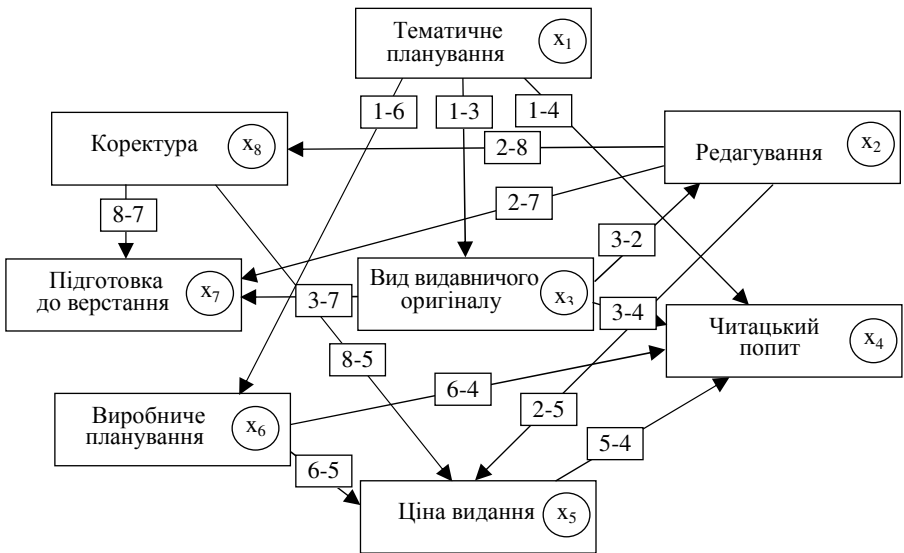 Тематичне
планування
x₁
1-6
1-3
1-4
Коректура
x₈
2-8
Редагування
x₂
8-7
2-7
3-2
Підготовка
до верстання
x₇
3-7
Вид видавничого
оригіналу
x₃
3-4
Читацький
попит
x₄
8-5
6-4
2-5
5-4
Виробниче
планування
x₆
6-5
Ціна видання
x₅